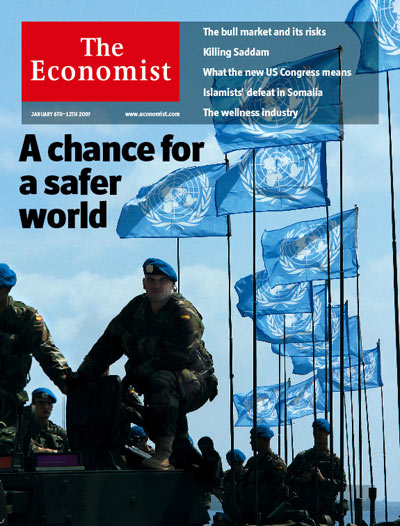 The
Economist
JANUARY 6TH–12TH 2007
www.economist.com
The bull market and its risks
Killing Saddam
What the new US Congress means
Islamists' defeat in Somalia
The wellness industry
A chance for
a safer
world